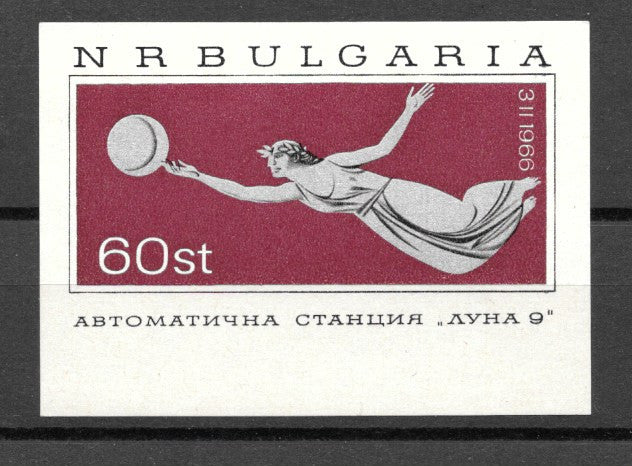 N R BULGARIA
3 II 1966
60st
АВТОМАТИЧНА СТАНЦИЯ „ЛУНА 9"